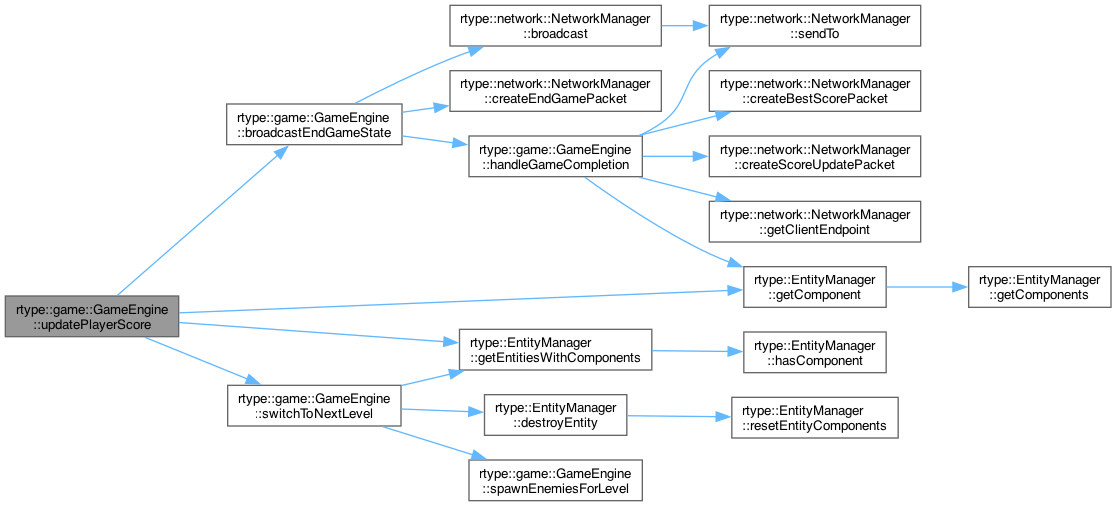 rtype::network::NetworkManager
::broadcast
rtype::network::NetworkManager
::sendTo
rtype::network::NetworkManager
::createEndGamePacket
rtype::network::NetworkManager
::createBestScorePacket
rtype::game::GameEngine
::broadcastEndGameState
rtype::game::GameEngine
::handleGameCompletion
rtype::network::NetworkManager
::createScoreUpdatePacket
rtype::network::NetworkManager
::getClientEndpoint
rtype::EntityManager
::getComponent
rtype::EntityManager
::getComponents
rtype::game::GameEngine
::updatePlayerScore
rtype::EntityManager
::getEntitiesWithComponents
rtype::EntityManager
::hasComponent
rtype::game::GameEngine
::switchToNextLevel
rtype::EntityManager
::destroyEntity
rtype::EntityManager
::resetEntityComponents
rtype::game::GameEngine
::spawnEnemiesForLevel